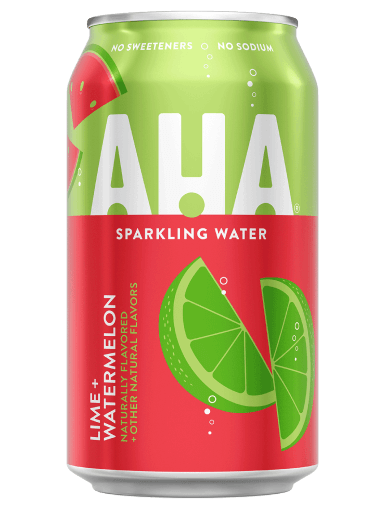 NO SWEETENERS ○ NO SODIUM
AHA®
SPARKLING WATER
LIME +
WATERMELON
NATURALLY FLAVORED
+ OTHER NATURAL FLAVORS